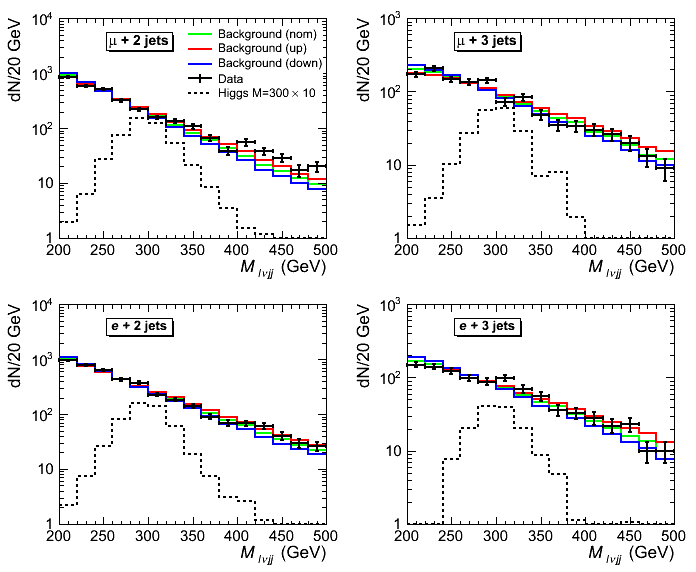 μ + 2 jets
Background (nom)
Background (up)
Background (down)
Data
Higgs M=300 × 10
dN/20 GeV
10⁴
10³
10²
10
1
200 250 300 350 400 450 500
M lνjj (GeV)
μ + 3 jets
dN/20 GeV
10³
10²
10
1
200 250 300 350 400 450 500
M lνjj (GeV)
e + 2 jets
dN/20 GeV
10⁴
10³
10²
10
1
200 250 300 350 400 450 500
M lνjj (GeV)
e + 3 jets
dN/20 GeV
10³
10²
10
1
200 250 300 350 400 450 500
M lνjj (GeV)